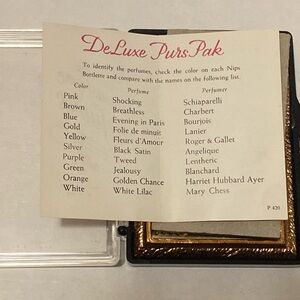 DeLuxe Purs Pak
To identify the perfumes, check the color on each Nips
Bottlette and compare with the names on the following list.
Color Perfume Perfumer
Pink Shocking Schiaparelli
Brown Breathless Charbert
Blue Evening in Paris Bourjois
Gold Folie de minuit Lanier
Yellow Fleurs d'Amour Roger & Gallet
Silver Black Satin Angelique
Purple Tweed Lentheric
Green Jealousy Blanchard
Orange Golden Chance Harriet Hubbard Ayer
White White Lilac Mary Chess
P 420